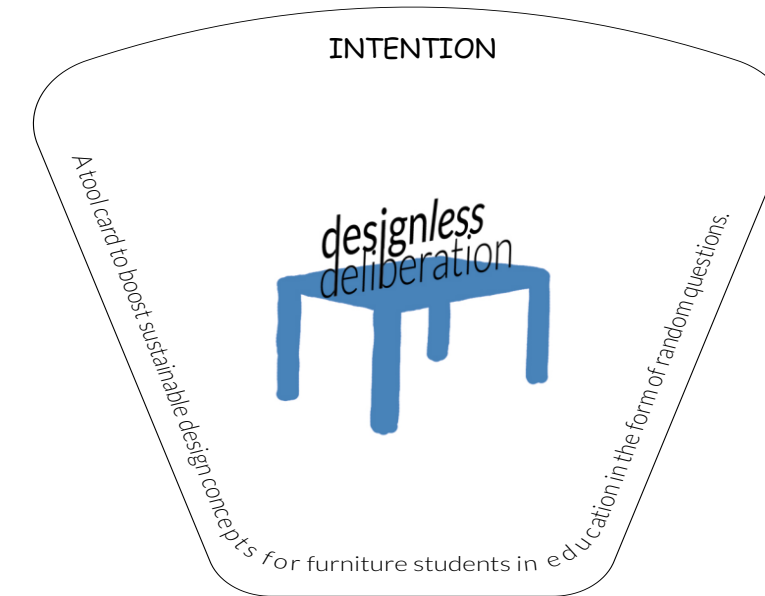 INTENTION
designless
deliberation
A tool card to boost sustainable design concepts for furniture students in education in the form of random questions.